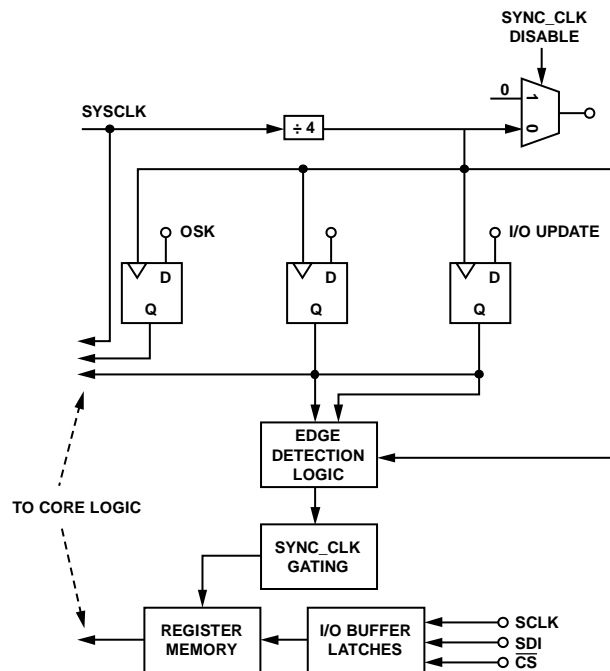 SYNC_CLK
DISABLE
0
1
0
SYSCLK
÷ 4
OSK
I/O UPDATE
D
Q
D
Q
D
Q
EDGE
DETECTION
LOGIC
TO CORE LOGIC
SYNC_CLK
GATING
REGISTER
MEMORY
I/O BUFFER
LATCHES
SCLK
SDI
C̅S̅